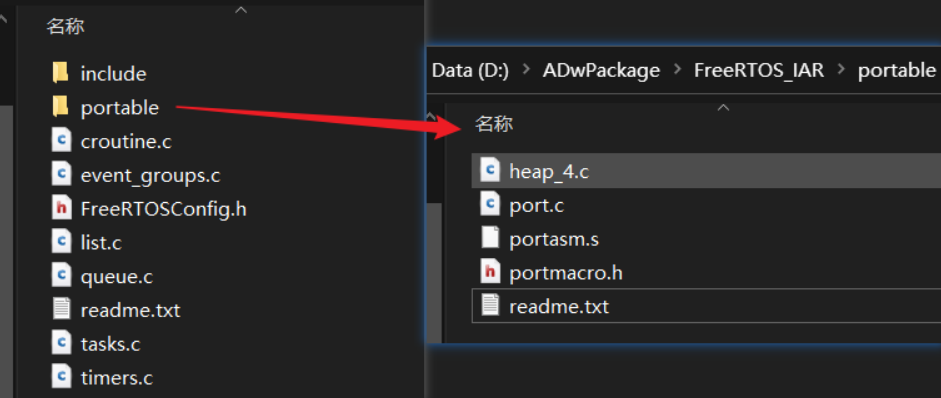 名称
include
portable
croutine.c
event_groups.c
FreeRTOSConfig.h
list.c
queue.c
readme.txt
tasks.c
timers.c
Data (D:) > ADwPackage > FreeRTOS_IAR > portable
名称
heap_4.c
port.c
portasm.s
portmacro.h
readme.txt